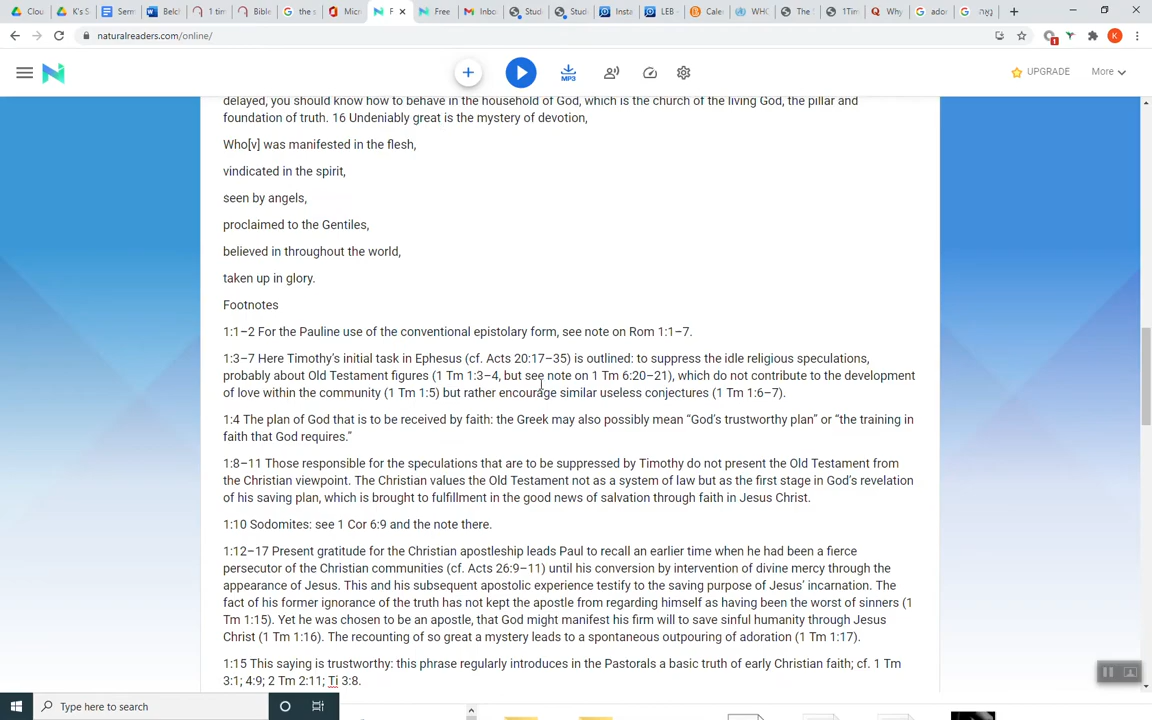 Clou
K's S
Serm
Belch
1 tim
Bible
the s
Micr
F
Free
Inbo
Stud
Stud
Insta
LEB
Cale
WHO
The
1Tim
Why
ador
נָאֶה
naturalreaders.com/online/
1
K
MP3
UPGRADE
More
delayed, you should know how to behave in the household of God, which is the church of the living God, the pillar and
foundation of truth. 16 Undeniably great is the mystery of devotion,
Who[v] was manifested in the flesh,
vindicated in the spirit,
seen by angels,
proclaimed to the Gentiles,
believed in throughout the world,
taken up in glory.
Footnotes
1:1–2 For the Pauline use of the conventional epistolary form, see note on Rom 1:1–7.
1:3–7 Here Timothy's initial task in Ephesus (cf. Acts 20:17–35) is outlined: to suppress the idle religious speculations,
probably about Old Testament figures (1 Tm 1:3–4, but see note on 1 Tm 6:20–21), which do not contribute to the development
of love within the community (1 Tm 1:5) but rather encourage similar useless conjectures (1 Tm 1:6–7).
1:4 The plan of God that is to be received by faith: the Greek may also possibly mean “God's trustworthy plan” or “the training in
faith that God requires.”
1:8–11 Those responsible for the speculations that are to be suppressed by Timothy do not present the Old Testament from
the Christian viewpoint. The Christian values the Old Testament not as a system of law but as the first stage in God's revelation
of his saving plan, which is brought to fulfillment in the good news of salvation through faith in Jesus Christ.
1:10 Sodomites: see 1 Cor 6:9 and the note there.
1:12–17 Present gratitude for the Christian apostleship leads Paul to recall an earlier time when he had been a fierce
persecutor of the Christian communities (cf. Acts 26:9–11) until his conversion by intervention of divine mercy through the
appearance of Jesus. This and his subsequent apostolic experience testify to the saving purpose of Jesus' incarnation. The
fact of his former ignorance of the truth has not kept the apostle from regarding himself as having been the worst of sinners (1
Tm 1:15). Yet he was chosen to be an apostle, that God might manifest his firm will to save sinful humanity through Jesus
Christ (1 Tm 1:16). The recounting of so great a mystery leads to a spontaneous outpouring of adoration (1 Tm 1:17).
1:15 This saying is trustworthy: this phrase regularly introduces in the Pastorals a basic truth of early Christian faith; cf. 1 Tm
3:1; 4:9; 2 Tm 2:11; Ti 3:8.
Type here to search